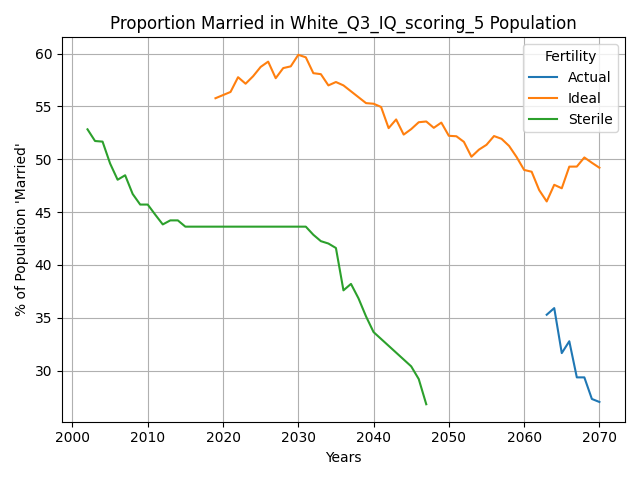 Proportion Married in White_Q3_IQ_scoring_5 Population
% of Population 'Married'
60
55
50
45
40
35
30
Fertility
Actual
Ideal
Sterile
2000 2010 2020 2030 2040 2050 2060 2070
Years